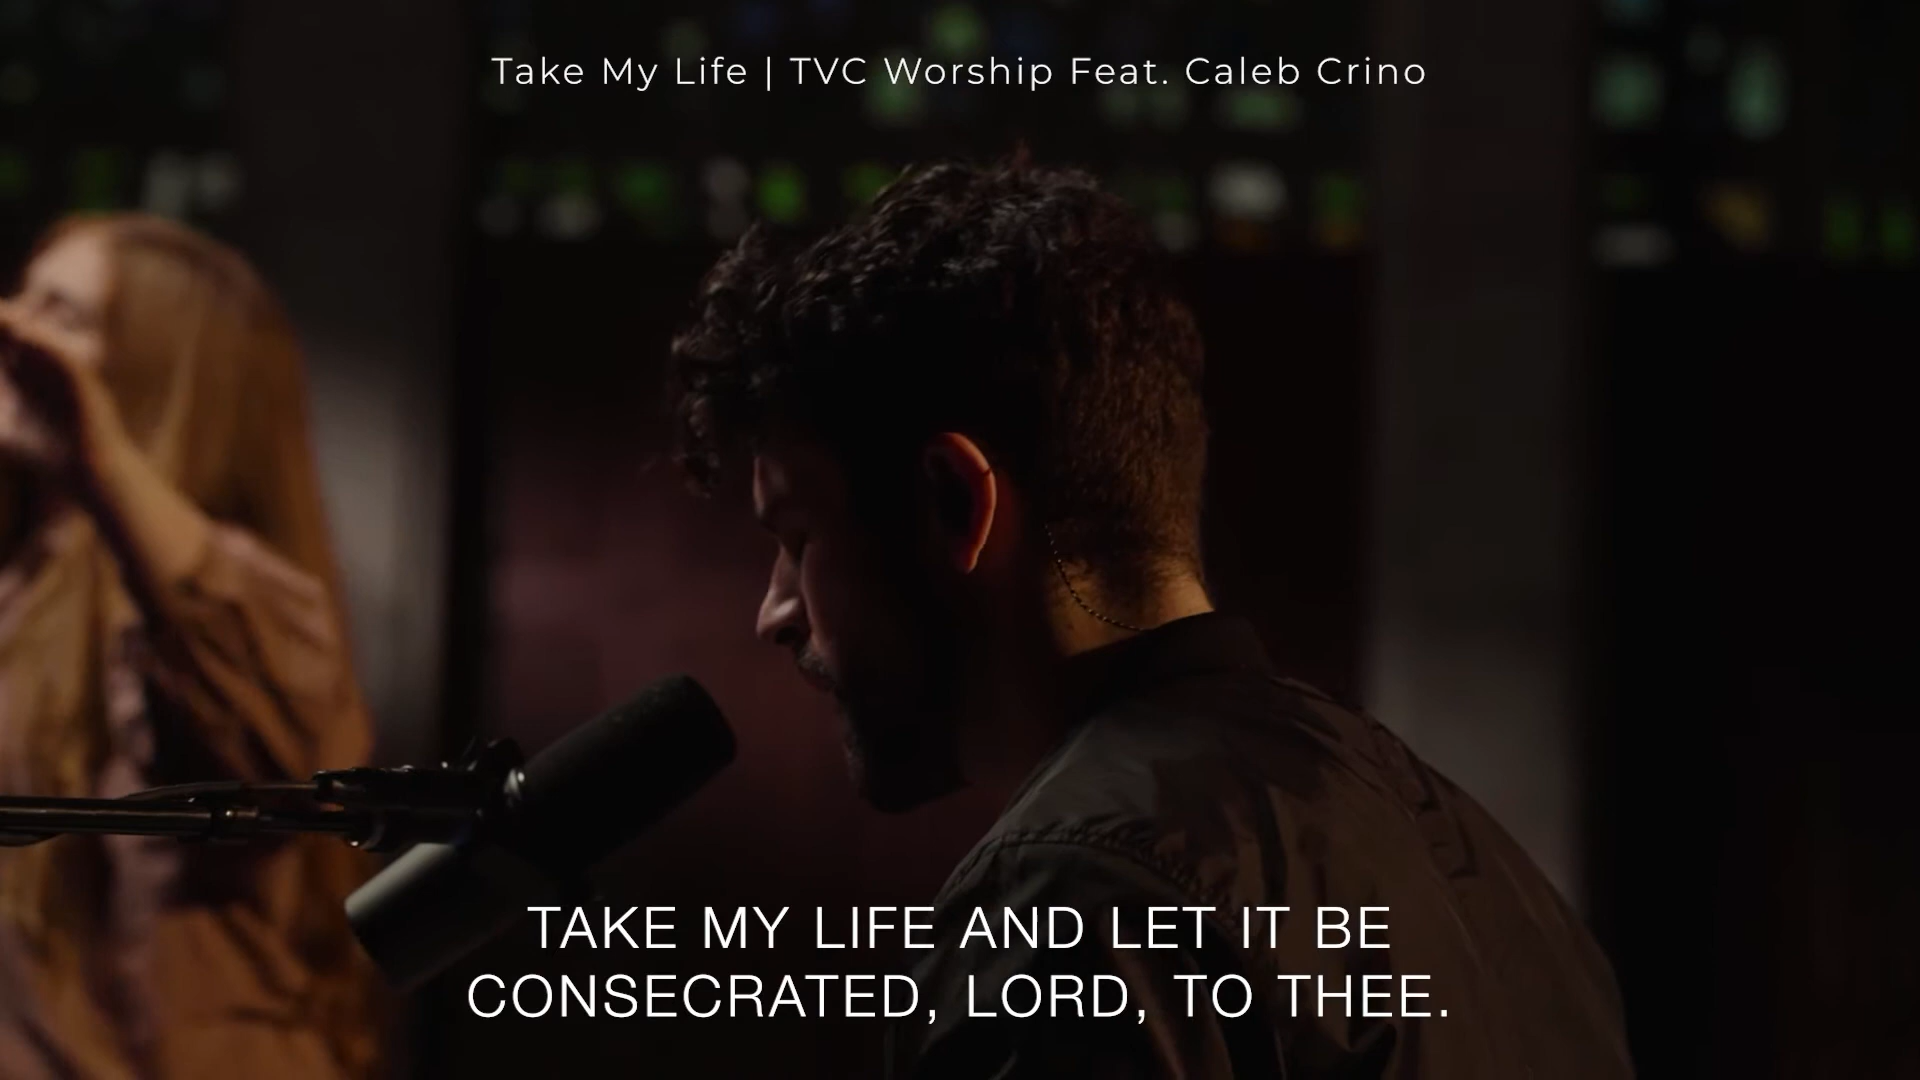 Take My Life | TVC Worship Feat. Caleb Crino
TAKE MY LIFE AND LET IT BE
CONSECRATED, LORD, TO THEE.